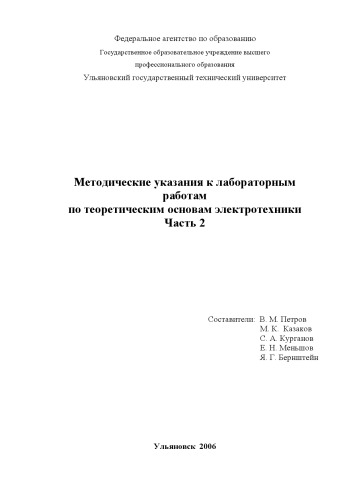 Федеральное агентство по образованию
Государственное образовательное учреждение высшего
профессионального образования
Ульяновский государственный технический университет
Методические указания к лабораторным
работам
по теоретическим основам электротехники
Часть 2
Составители: В. М. Петров
М. К. Казаков
С. А. Курганов
Е. Н. Меньшов
Я. Г. Бернштейн
Ульяновск 2006